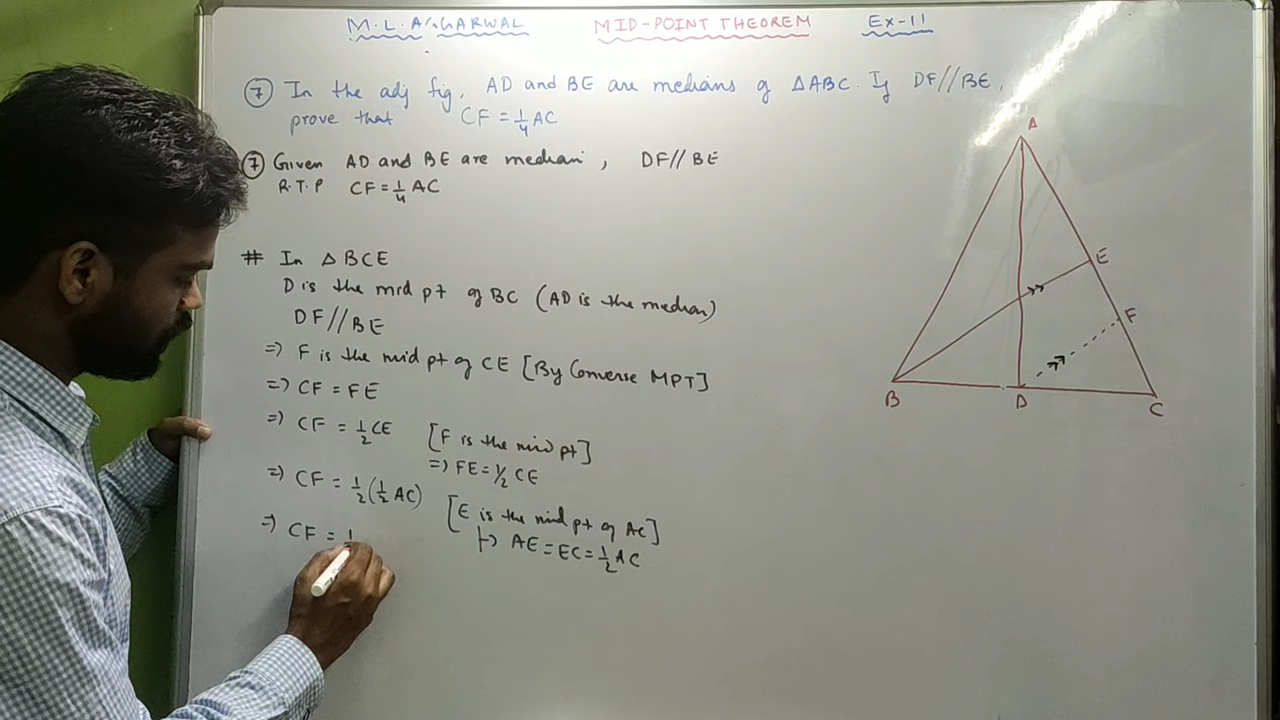 M.L. AGGARWAL MID-POINT THEOREM Ex-11
⑦ In the adj fig, AD and BE are medians of △ABC. If DF//BE,
prove that CF = 1/4 AC
⑦ Given AD and BE are median, DF//BE
R.T.P CF = 1/4 AC
# In △BCE
D is the mid pt of BC (AD is the median)
DF//BE
=) F is the mid pt of CE [By Converse MPT]
=) CF = FE
=) CF = 1/2 CE [F is the mid pt]
=) FE = 1/2 CE
=) CF = 1/2 (1/2 AC) [E is the mid pt of AC]
=) AE = EC = 1/2 AC
=) CF = 1
A
E
F
B
D
C